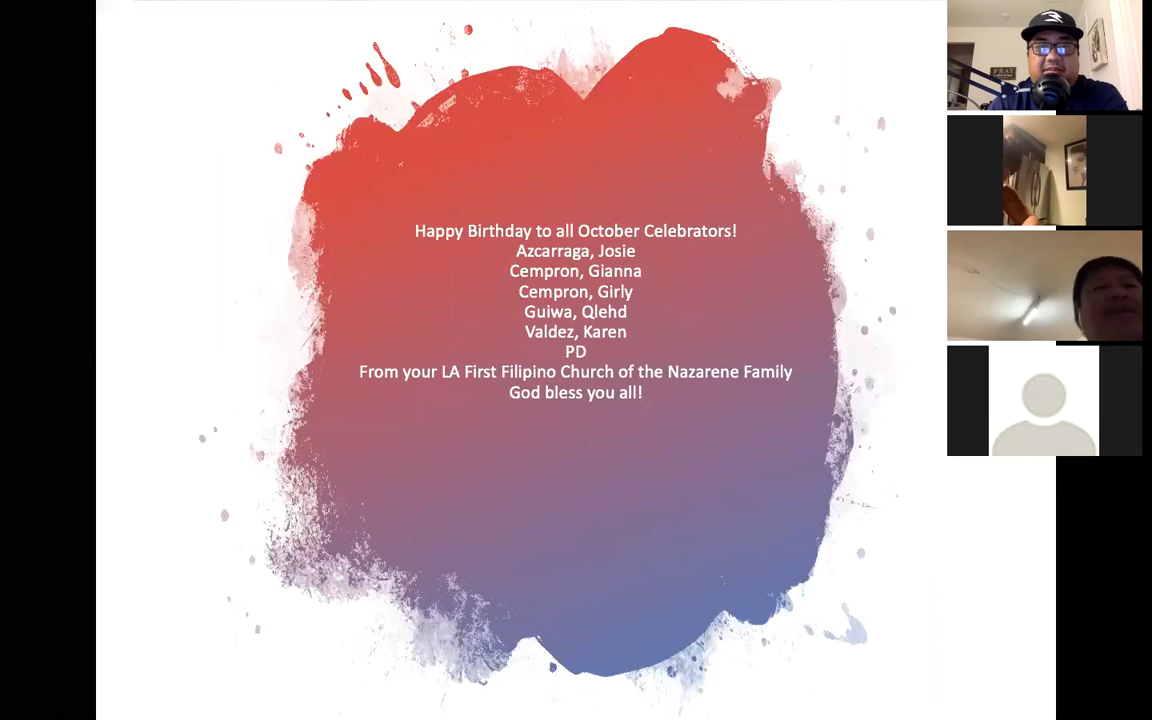 Happy Birthday to all October Celebrators!
Azcarraga, Josie
Cempron, Gianna
Cempron, Girly
Guiwa, Qlehd
Valdez, Karen
PD
From your LA First Filipino Church of the Nazarene Family
God bless you all!
PRAY